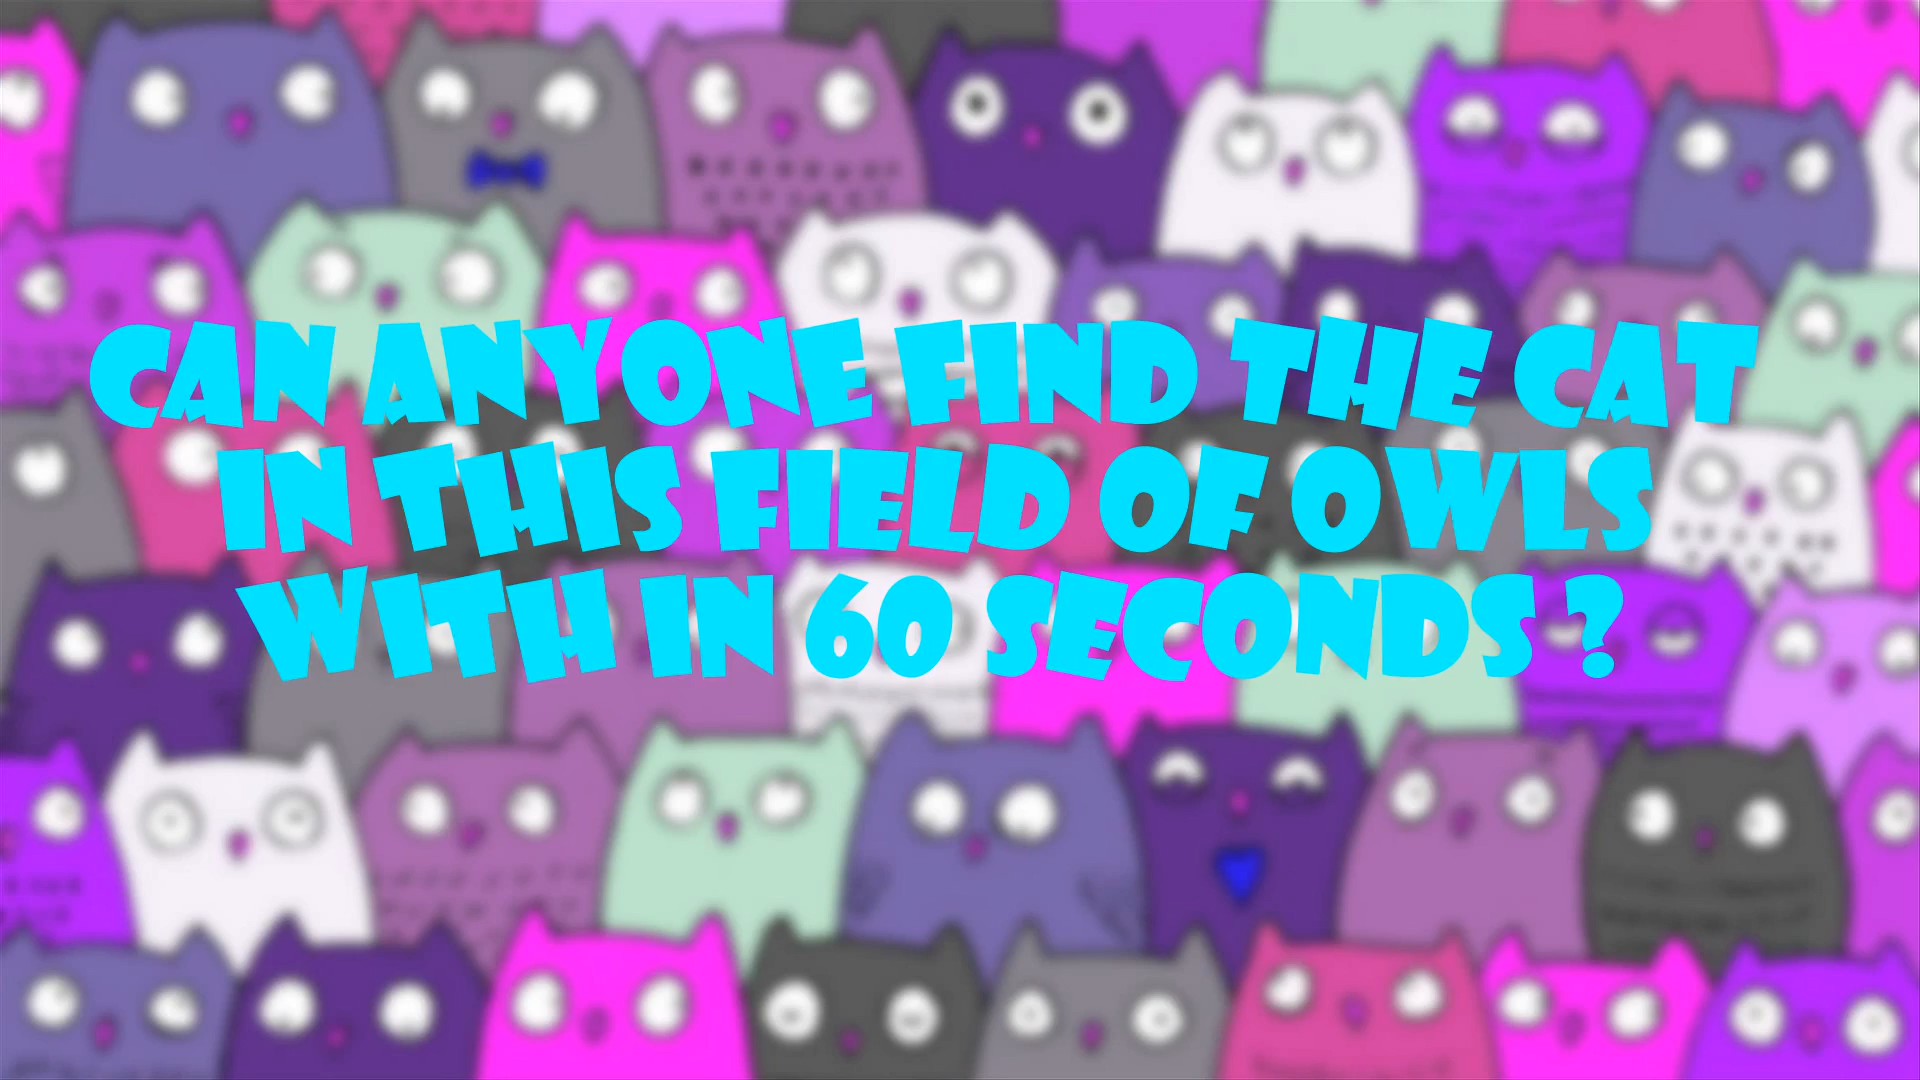 CAN ANYONE FIND THE CAT
IN THIS FIELD OF OWLS
WITH IN 60 SECONDS ?